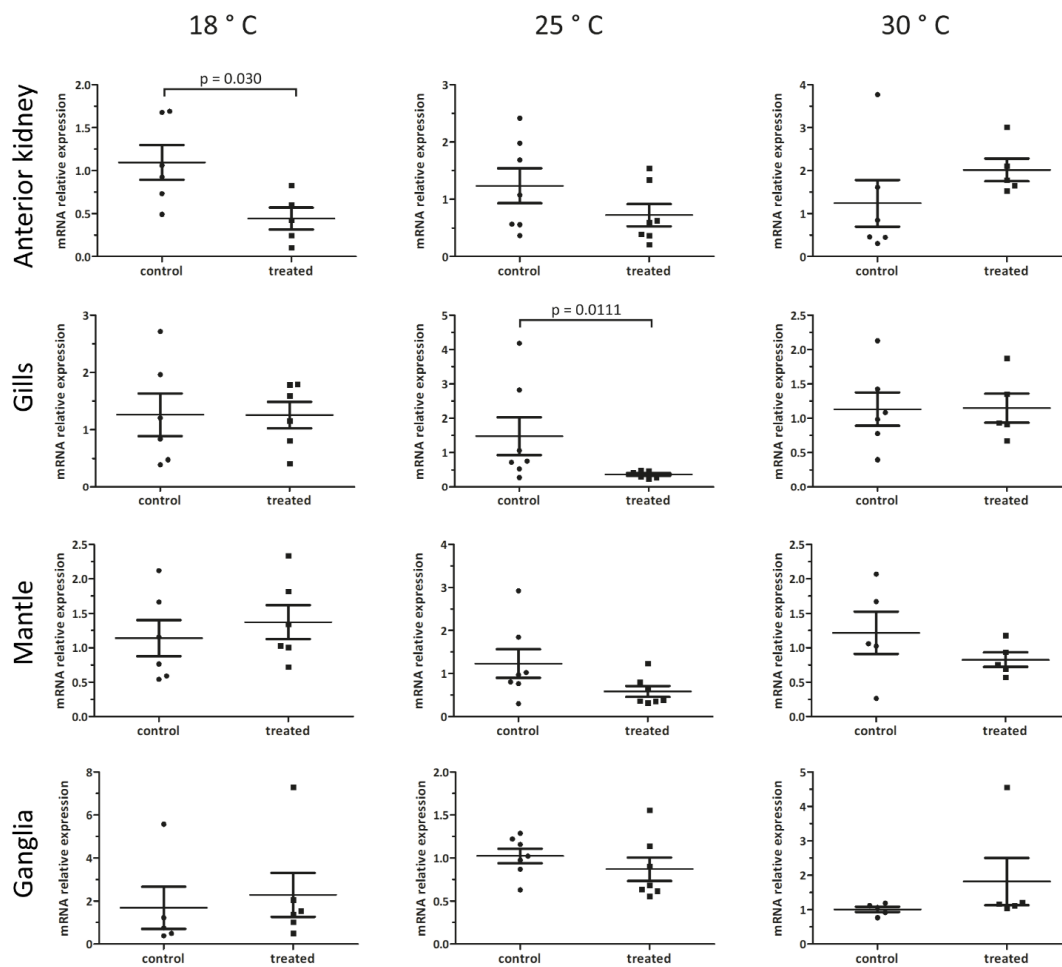 18 ° C 25 ° C 30 ° C
Anterior kidney
mRNA relative expression
2.0
1.5
1.0
0.5
0.0
p = 0.030
control treated
mRNA relative expression
3
2
1
0
control treated
mRNA relative expression
4
3
2
1
0
control treated
Gills
mRNA relative expression
3
2
1
0
control treated
mRNA relative expression
5
4
3
2
1
0
p = 0.0111
control treated
mRNA relative expression
2.5
2.0
1.5
1.0
0.5
0.0
control treated
Mantle
mRNA relative expression
2.5
2.0
1.5
1.0
0.5
0.0
control treated
mRNA relative expression
4
3
2
1
0
control treated
mRNA relative expression
2.5
2.0
1.5
1.0
0.5
0.0
control treated
Ganglia
mRNA relative expression
8
6
4
2
0
control treated
mRNA relative expression
2.0
1.5
1.0
0.5
0.0
control treated
mRNA relative expression
5
4
3
2
1
0
control treated